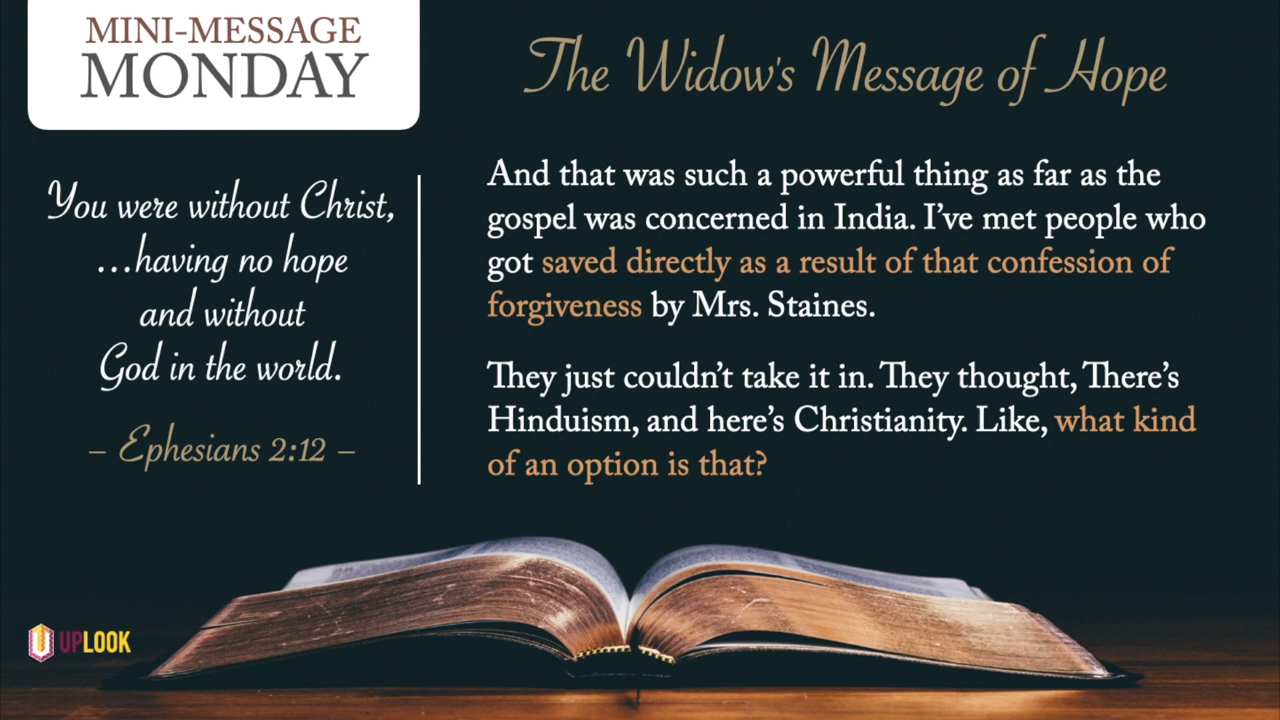 MINI-MESSAGE
MONDAY
The Widow's Message of Hope
You were without Christ,
...having no hope
and without
God in the world.
– Ephesians 2:12 –
And that was such a powerful thing as far as the
gospel was concerned in India. I've met people who
got saved directly as a result of that confession of
forgiveness by Mrs. Staines.
They just couldn't take it in. They thought, There's
Hinduism, and here's Christianity. Like, what kind
of an option is that?
UPLOOK